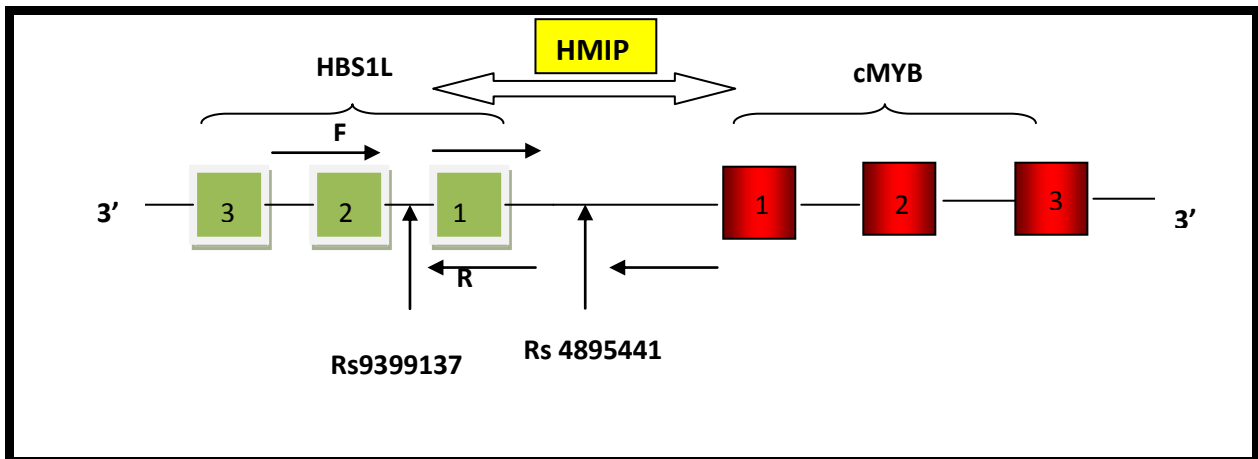 HMIP
HBS1L
cMYB
F
3’ 3 2 1 1 2 3 3’
R
Rs9399137
Rs 4895441